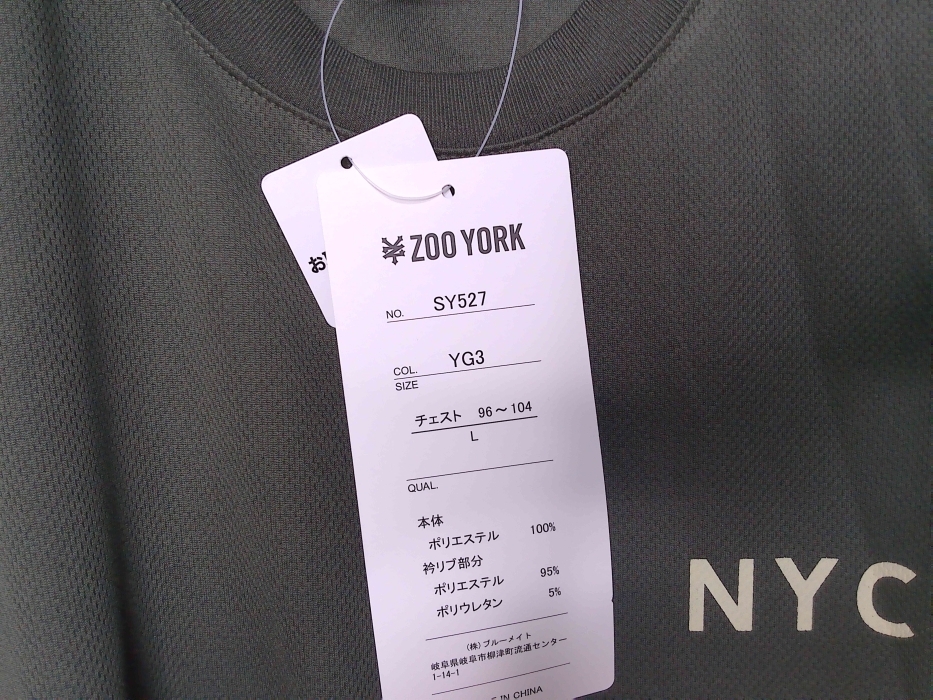 ZOO YORK
NO. SY527
COL. YG3
SIZE
チェスト 96～104
L
QUAL.
本体
ポリエステル 100%
衿リブ部分
ポリエステル 95%
ポリウレタン 5%
(株)ブルーメイト
岐阜県岐阜市柳津町流通センター
1-14-1
IN CHINA
お
NYC